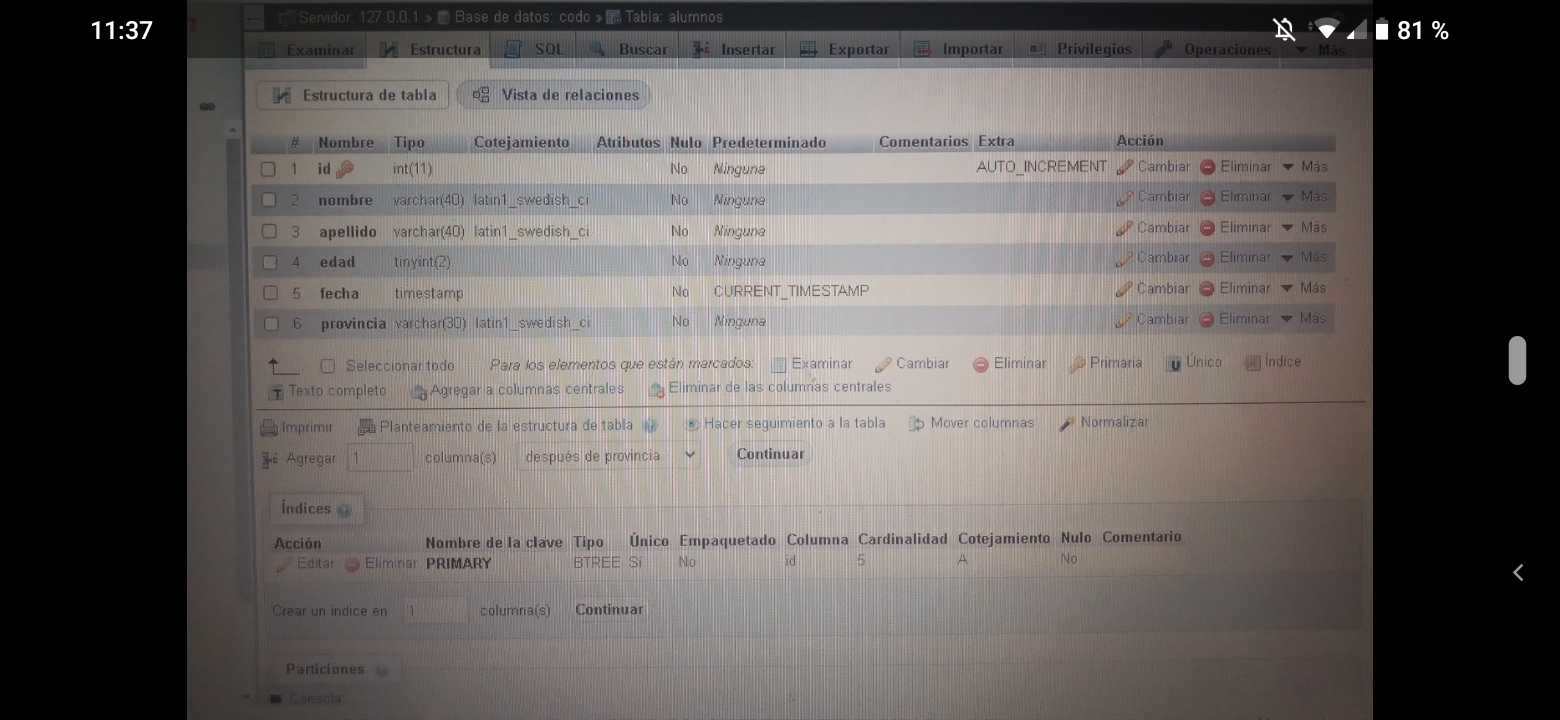 11:37
81 %
Servidor: 127.0.0.1 » Base de datos: codo » Tabla: alumnos
Examinar Estructura SQL Buscar Insertar Exportar Importar Privilegios Operaciones Más
Estructura de tabla Vista de relaciones
# Nombre Tipo Cotejamiento Atributos Nulo Predeterminado Comentarios Extra Acción
1 id int(11) No Ninguna AUTO_INCREMENT Cambiar Eliminar Más
2 nombre varchar(40) latin1_swedish_ci No Ninguna Cambiar Eliminar Más
3 apellido varchar(40) latin1_swedish_ci No Ninguna Cambiar Eliminar Más
4 edad tinyint(2) No Ninguna Cambiar Eliminar Más
5 fecha timestamp No CURRENT_TIMESTAMP Cambiar Eliminar Más
6 provincia varchar(30) latin1_swedish_ci No Ninguna Cambiar Eliminar Más
Seleccionar todo Para los elementos que están marcados: Examinar Cambiar Eliminar Primaria Único Índice
Texto completo Agregar a columnas centrales Eliminar de las columnas centrales
Imprimir Planteamiento de la estructura de tabla Hacer seguimiento a la tabla Mover columnas Normalizar
Agregar 1 columna(s) después de provincia Continuar
Índices
Acción Nombre de la clave Tipo Único Empaquetado Columna Cardinalidad Cotejamiento Nulo Comentario
Editar Eliminar PRIMARY BTREE Sí No id 5 A No
Crear un índice en 1 columna(s) Continuar
Particiones
Consola